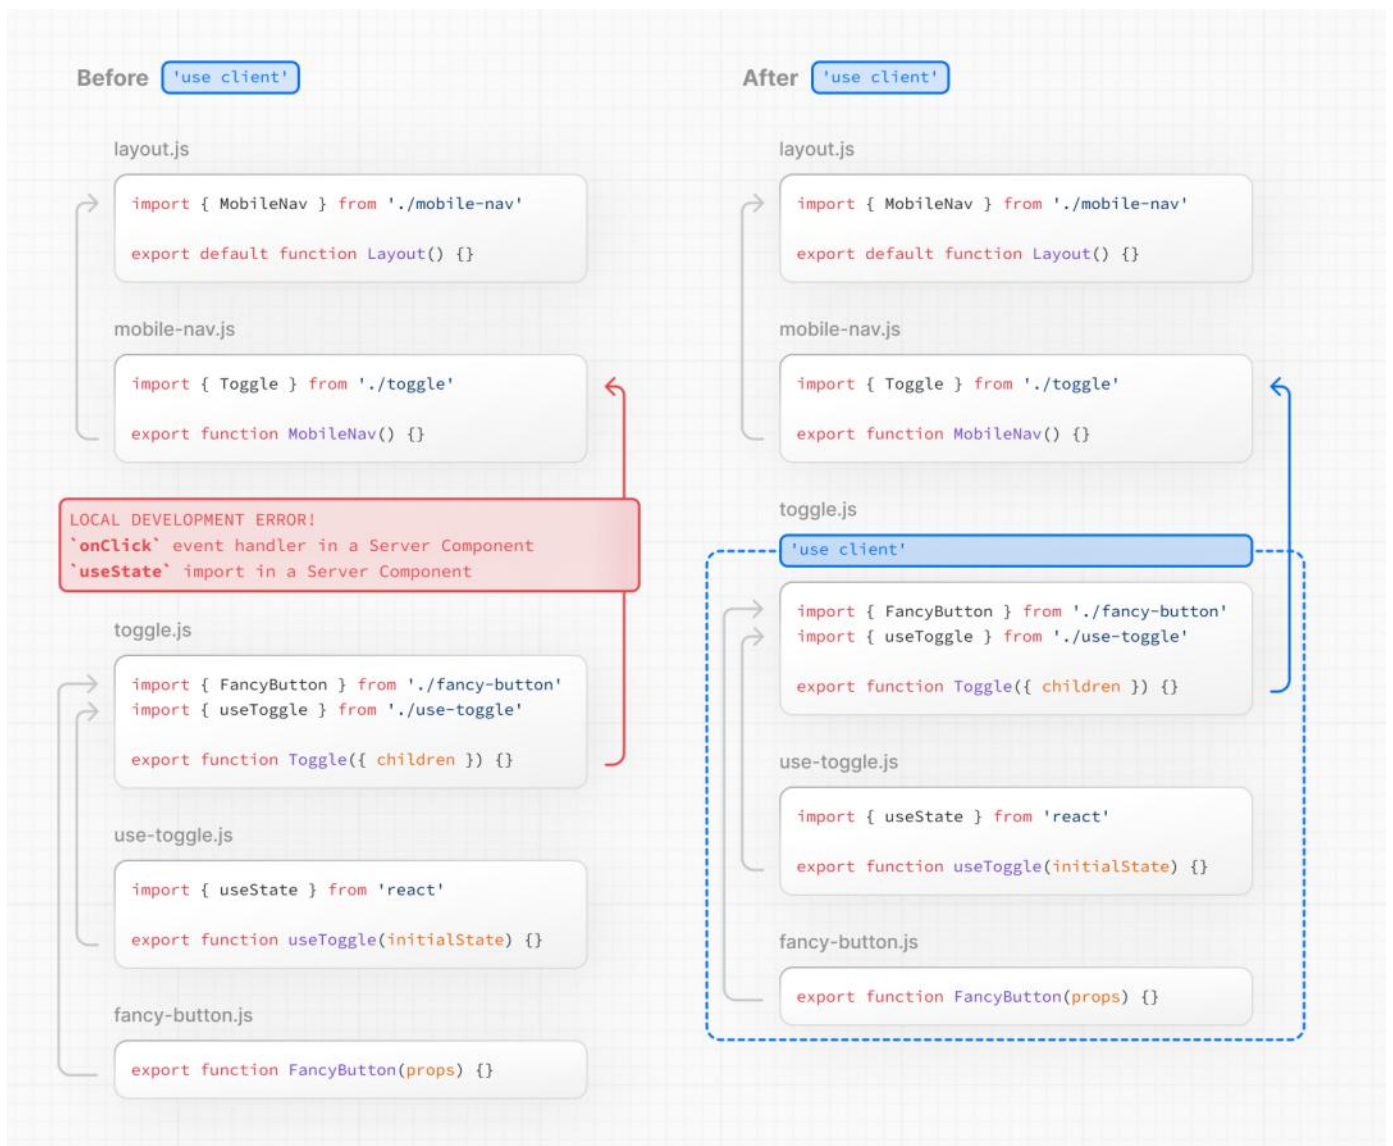 Before 'use client'
layout.js
import { MobileNav } from './mobile-nav'
export default function Layout() {}
mobile-nav.js
import { Toggle } from './toggle'
export function MobileNav() {}
LOCAL DEVELOPMENT ERROR!
`onClick` event handler in a Server Component
`useState` import in a Server Component
toggle.js
import { FancyButton } from './fancy-button'
import { useToggle } from './use-toggle'
export function Toggle({ children }) {}
use-toggle.js
import { useState } from 'react'
export function useToggle(initialState) {}
fancy-button.js
export function FancyButton(props) {}
After 'use client'
layout.js
import { MobileNav } from './mobile-nav'
export default function Layout() {}
mobile-nav.js
import { Toggle } from './toggle'
export function MobileNav() {}
toggle.js
'use client'
import { FancyButton } from './fancy-button'
import { useToggle } from './use-toggle'
export function Toggle({ children }) {}
use-toggle.js
import { useState } from 'react'
export function useToggle(initialState) {}
fancy-button.js
export function FancyButton(props) {}